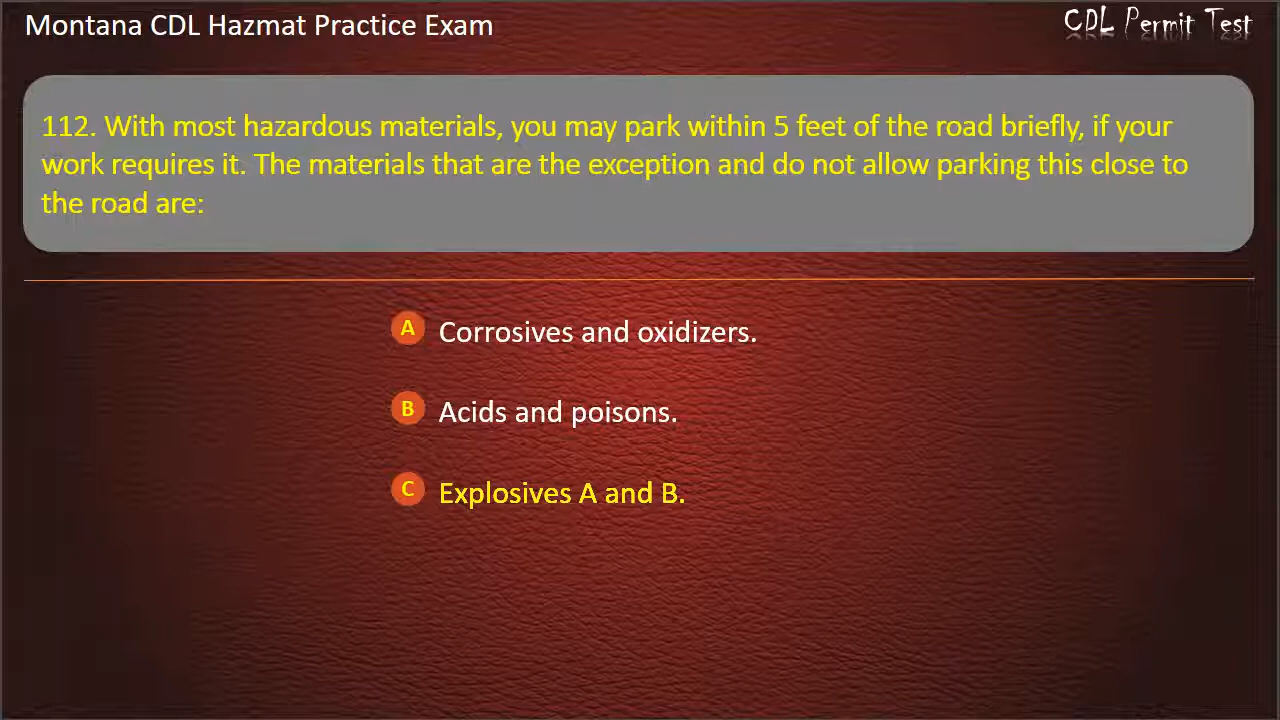 Montana CDL Hazmat Practice Exam
CDL Permit Test
112. With most hazardous materials, you may park within 5 feet of the road briefly, if your
work requires it. The materials that are the exception and do not allow parking this close to
the road are:
A Corrosives and oxidizers.
B Acids and poisons.
C Explosives A and B.